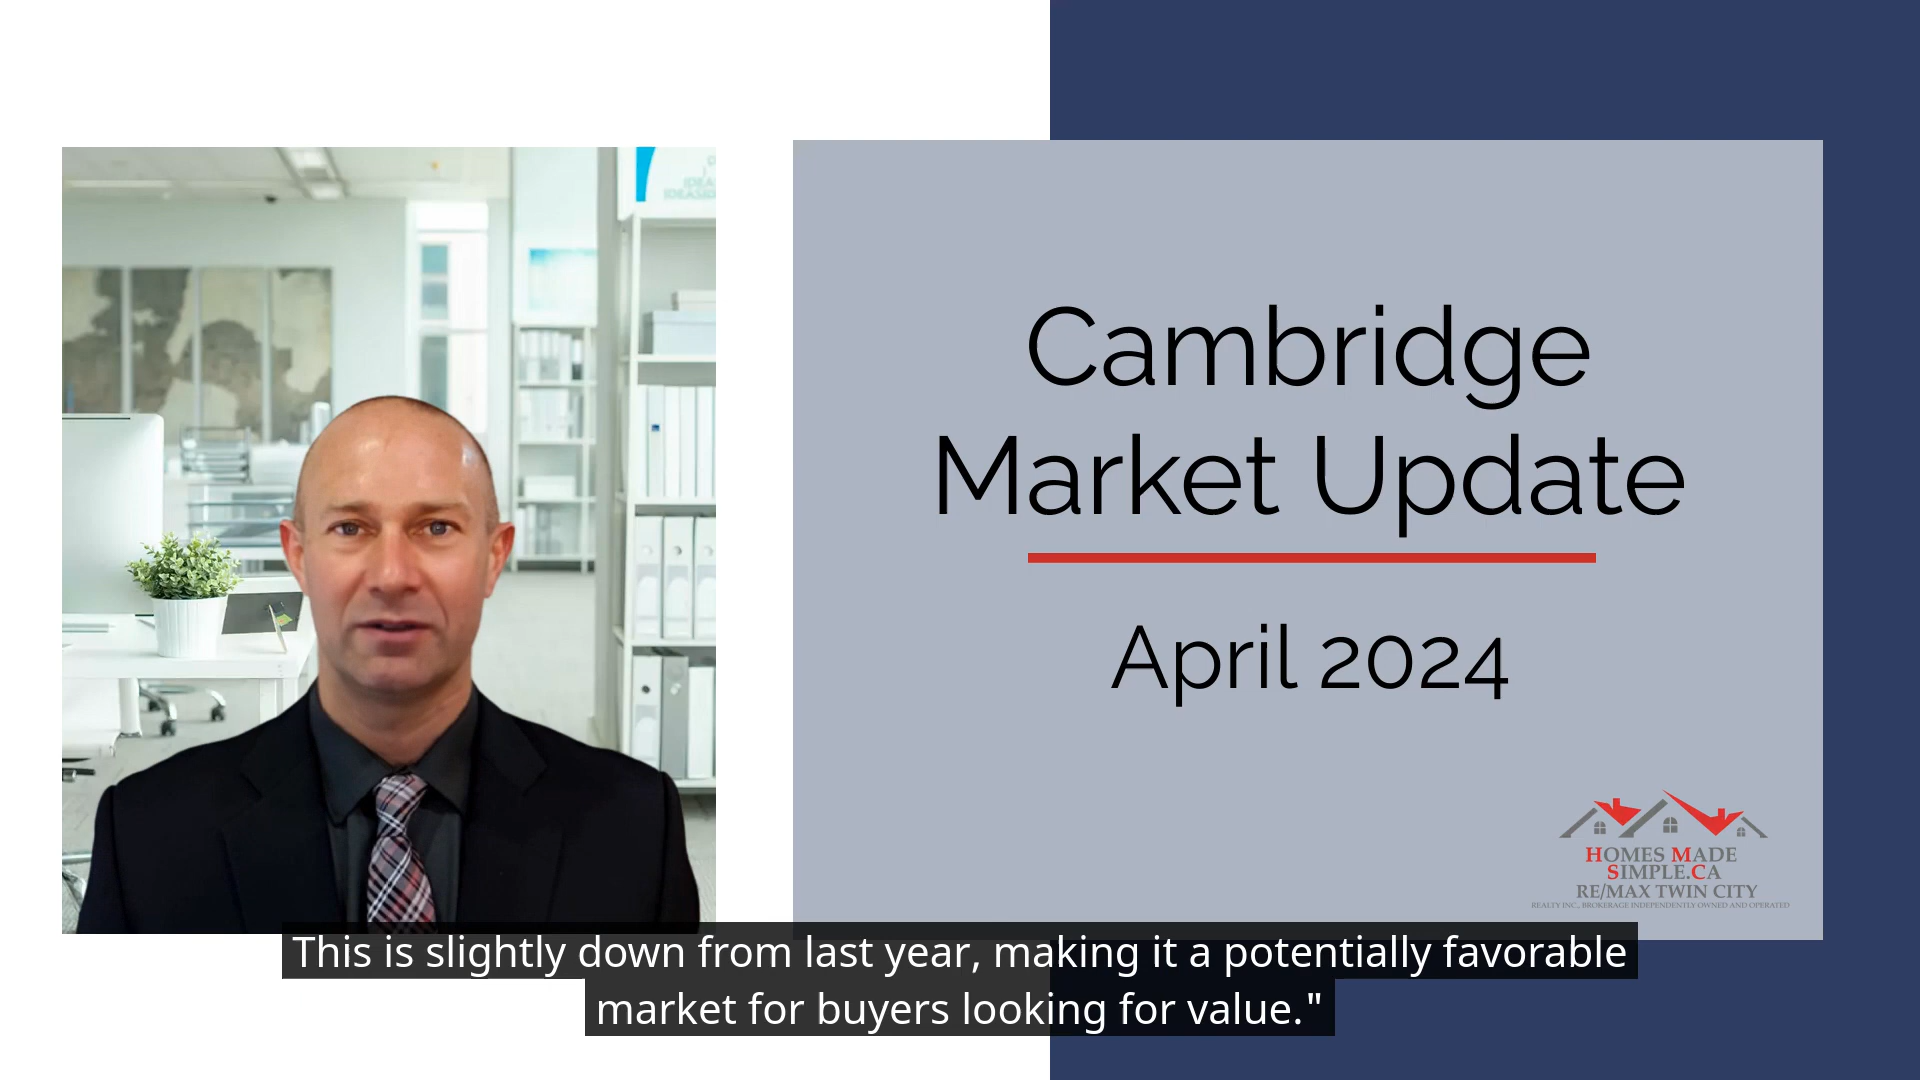 Cambridge
Market Update
April 2024
HOMES MADE
SIMPLE.CA
RE/MAX TWIN CITY
REALTY INC., BROKERAGE INDEPENDENTLY OWNED AND OPERATED
This is slightly down from last year, making it a potentially favorable
market for buyers looking for value."